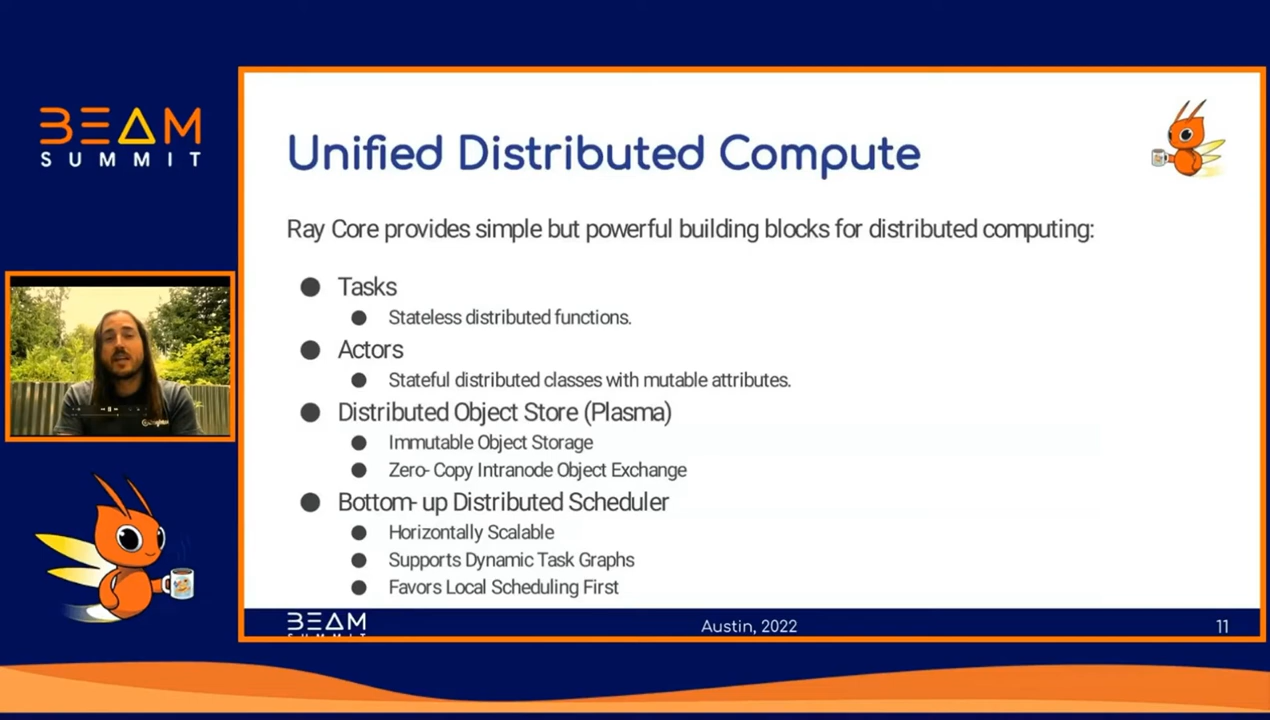 BEAM
SUMMIT
Unified Distributed Compute
Ray Core provides simple but powerful building blocks for distributed computing:
● Tasks
● Stateless distributed functions.
● Actors
● Stateful distributed classes with mutable attributes.
● Distributed Object Store (Plasma)
● Immutable Object Storage
● Zero- Copy Intranode Object Exchange
● Bottom- up Distributed Scheduler
● Horizontally Scalable
● Supports Dynamic Task Graphs
● Favors Local Scheduling First
BEAM
SUMMIT
Austin, 2022
11